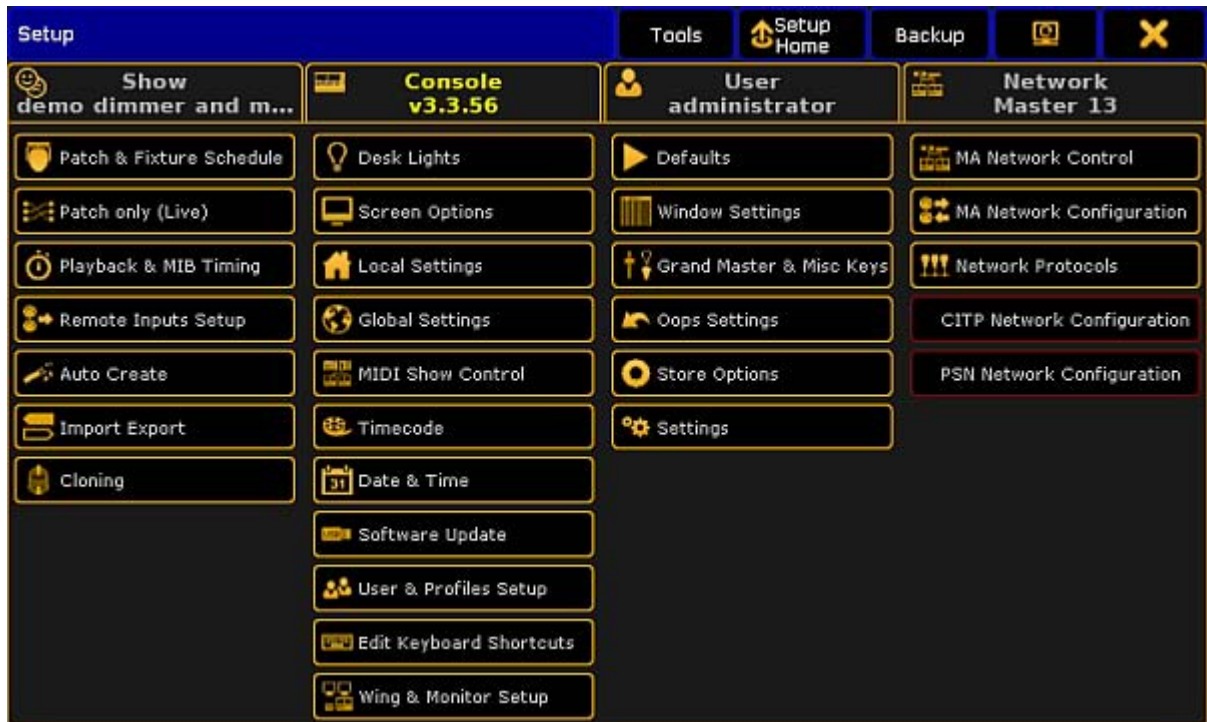 Setup
Tools
Setup
Home
Backup
Show
demo dimmer and m...
Console
v3.3.56
User
administrator
Network
Master 13
Patch & Fixture Schedule
Patch only (Live)
Playback & MIB Timing
Remote Inputs Setup
Auto Create
Import Export
Cloning
Desk Lights
Screen Options
Local Settings
Global Settings
MIDI Show Control
Timecode
31
Date & Time
Software Update
User & Profiles Setup
Edit Keyboard Shortcuts
Wing & Monitor Setup
Defaults
Window Settings
Grand Master & Misc Keys
Oops Settings
Store Options
Settings
MA Network Control
MA Network Configuration
Network Protocols
CITP Network Configuration
PSN Network Configuration